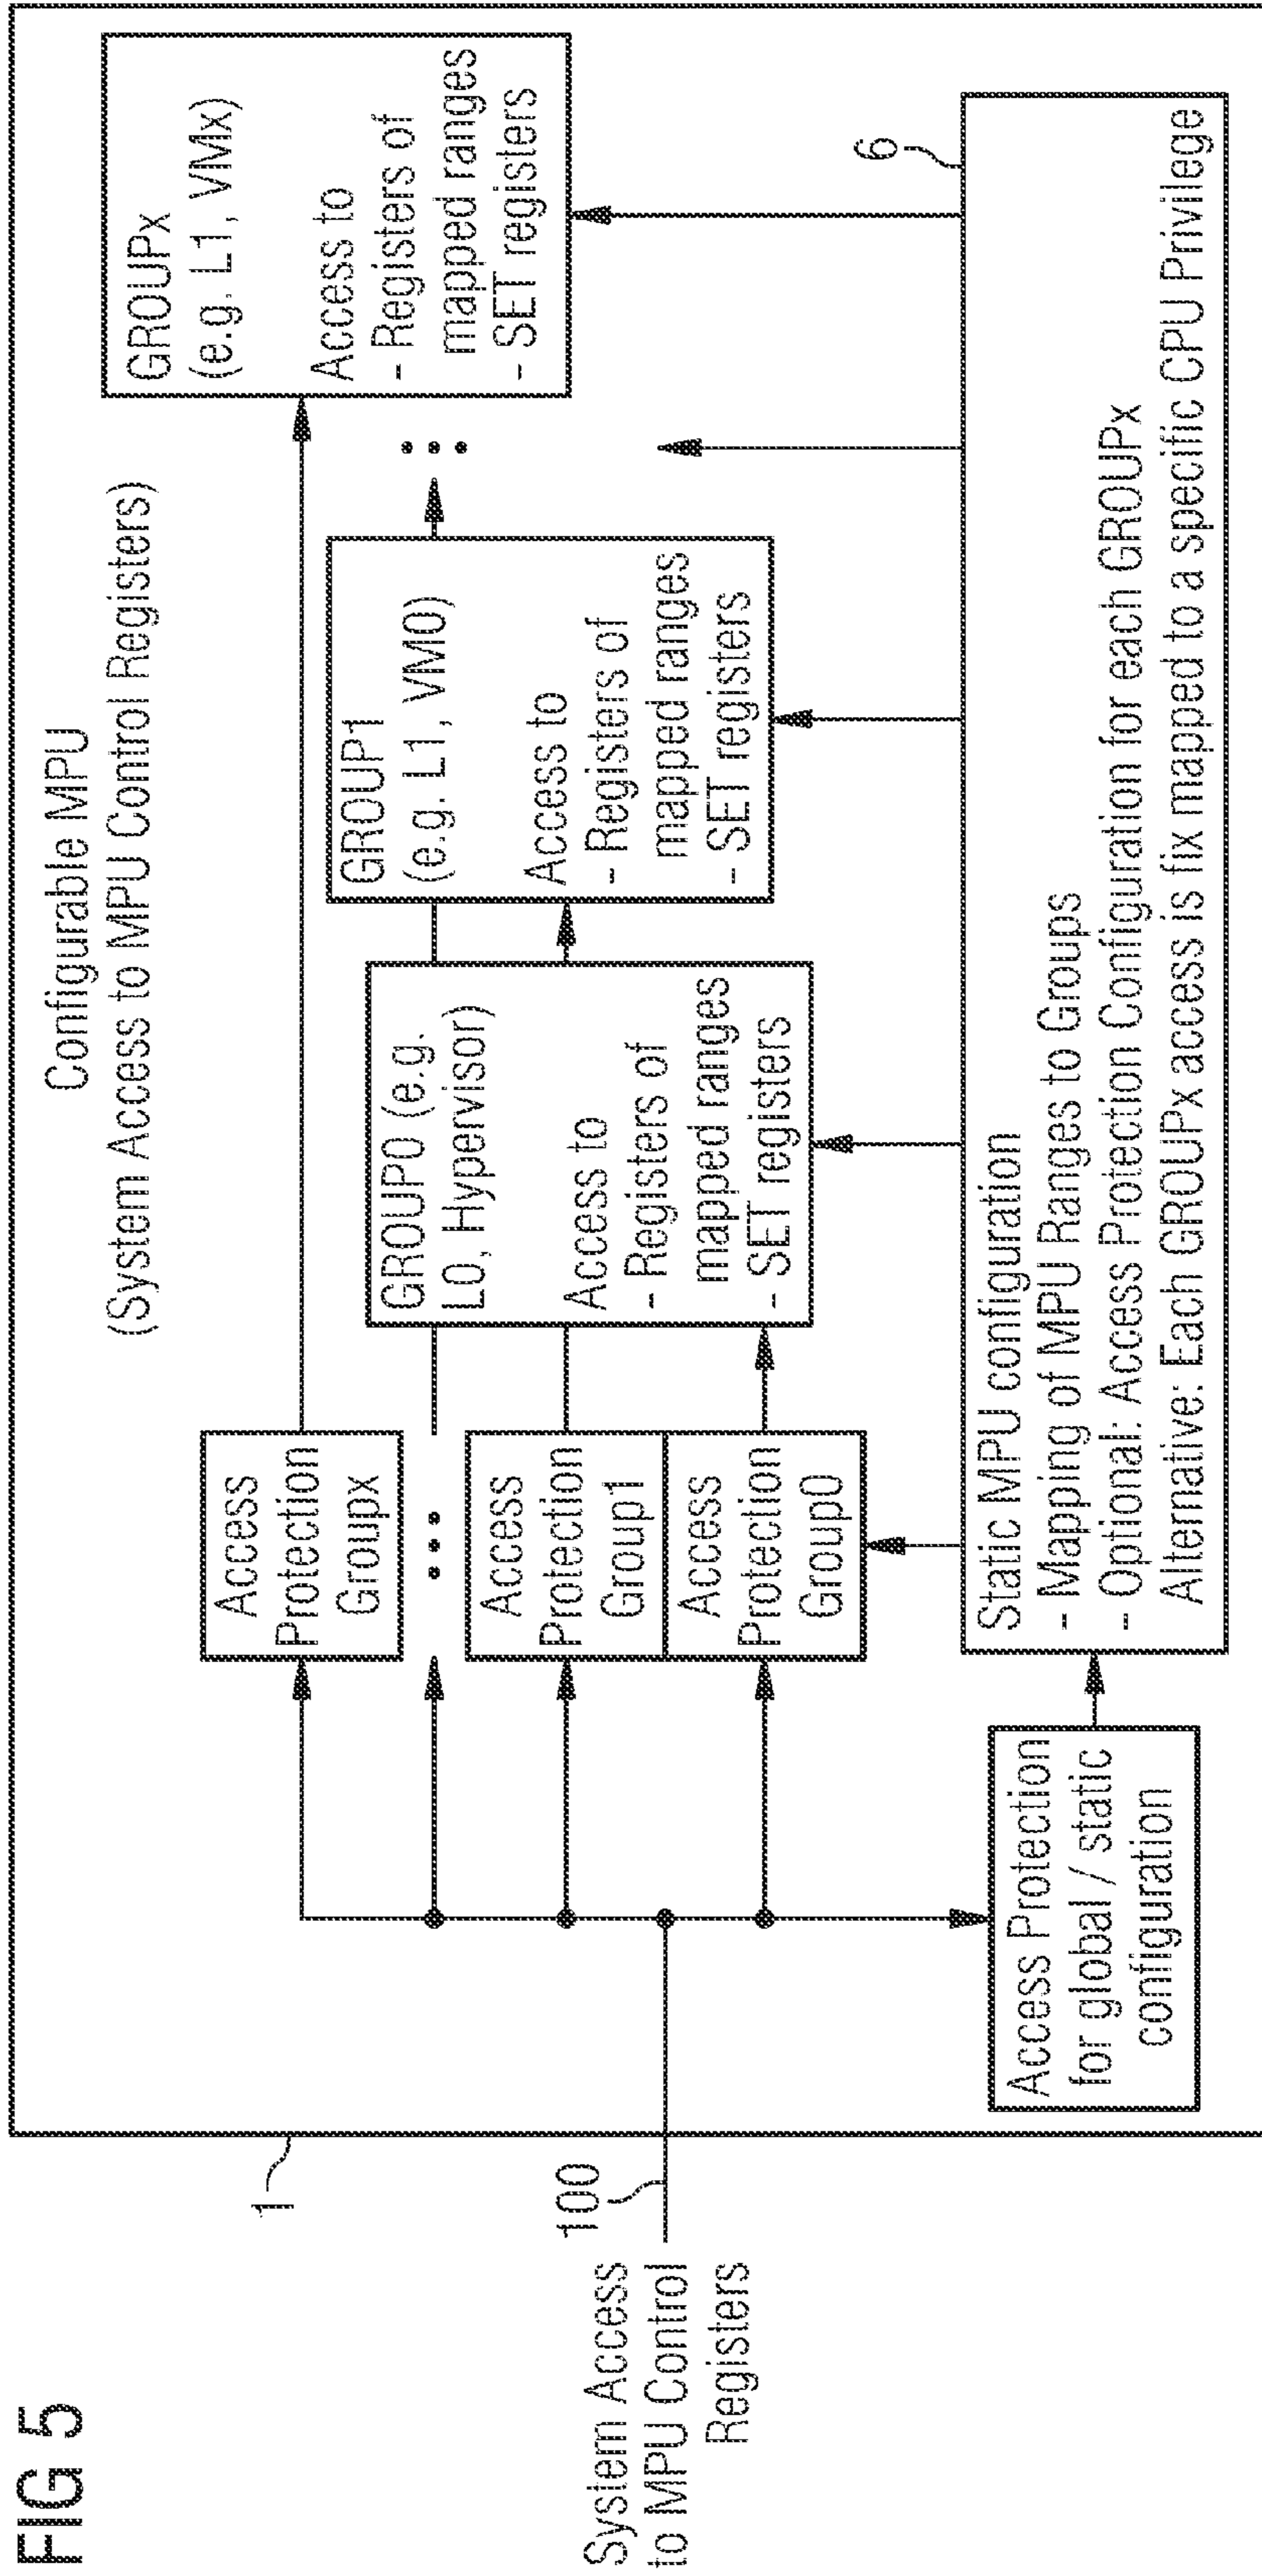 FIG 5
Configurable MPU
(System Access to MPU Control Registers)
1
100
System Access
to MPU Control
Registers
Access
Protection
Groupx
Access
Protection
Group1
Access
Protection
Group0
GROUP0 (e.g.
L0, Hypervisor)
Access to
- Registers of
mapped ranges
- SET registers
GROUP1
(e.g. L1, VM0)
Access to
- Registers of
mapped ranges
- SET registers
GROUPx
(e.g. L1, VMx)
Access to
- Registers of
mapped ranges
- SET registers
6
Access Protection
for global / static
configuration
Static MPU configuration
- Mapping of MPU Ranges to Groups
- Optional: Access Protection Configuration for each GROUPx
Alternative: Each GROUPx access is fix mapped to a specific CPU Privilege